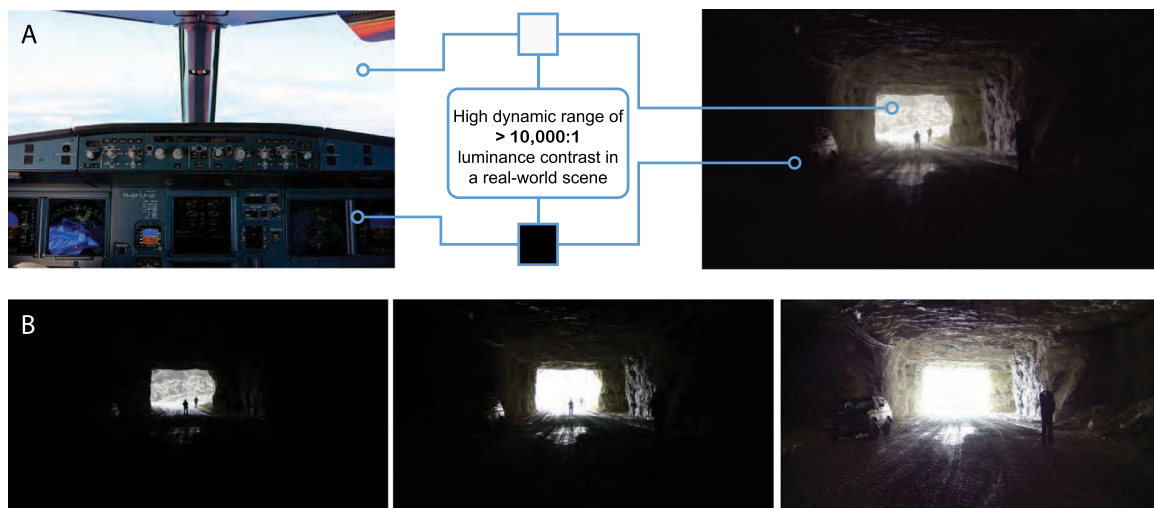 A
High dynamic range of
> 10,000:1
luminance contrast in
a real-world scene
B